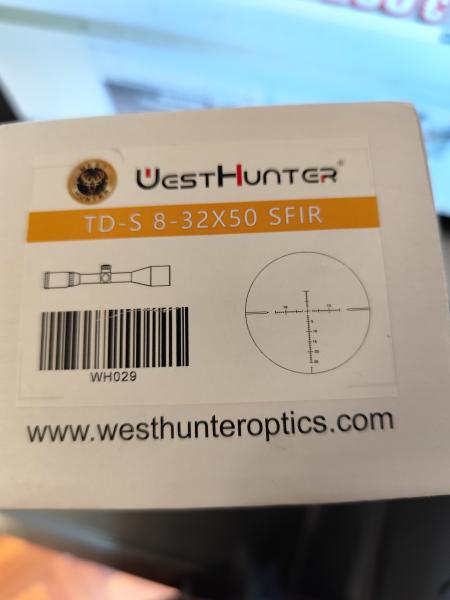 WESTHUNTER®
TD-S 8-32X50 SFIR
WH029
www.westhunteroptics.com